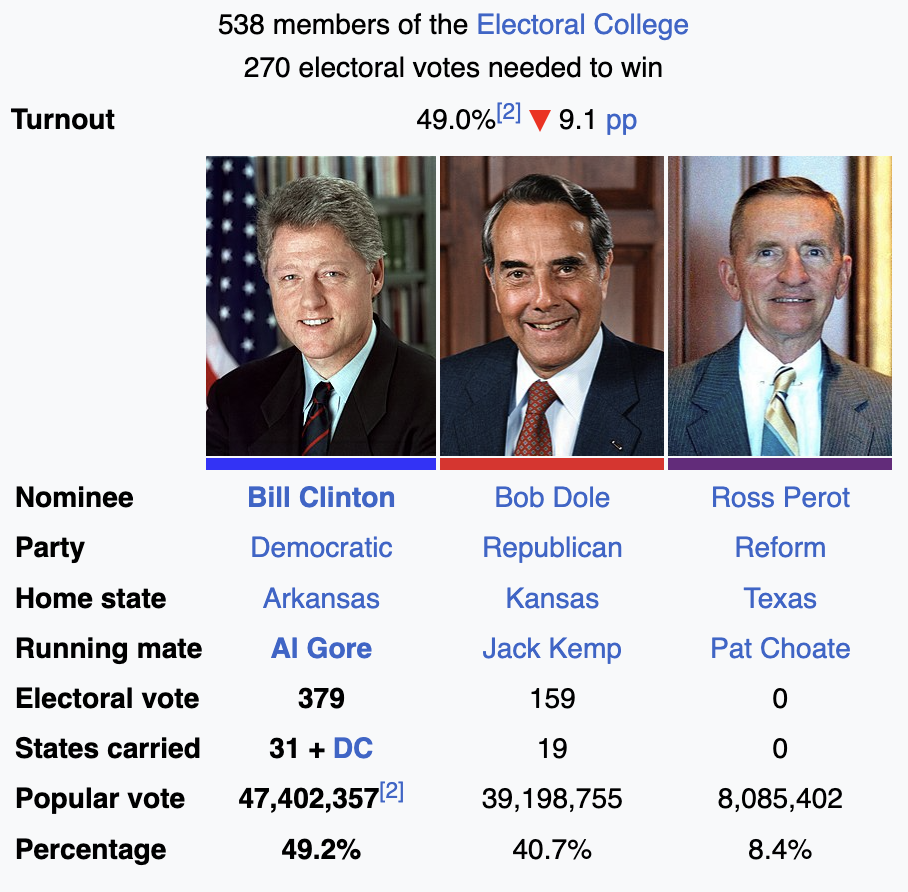 538 members of the Electoral College
270 electoral votes needed to win
Turnout 49.0%[2] ▼ 9.1 pp
Nominee Bill Clinton Bob Dole Ross Perot
Party Democratic Republican Reform
Home state Arkansas Kansas Texas
Running mate Al Gore Jack Kemp Pat Choate
Electoral vote 379 159 0
States carried 31 + DC 19 0
Popular vote 47,402,357[2] 39,198,755 8,085,402
Percentage 49.2% 40.7% 8.4%